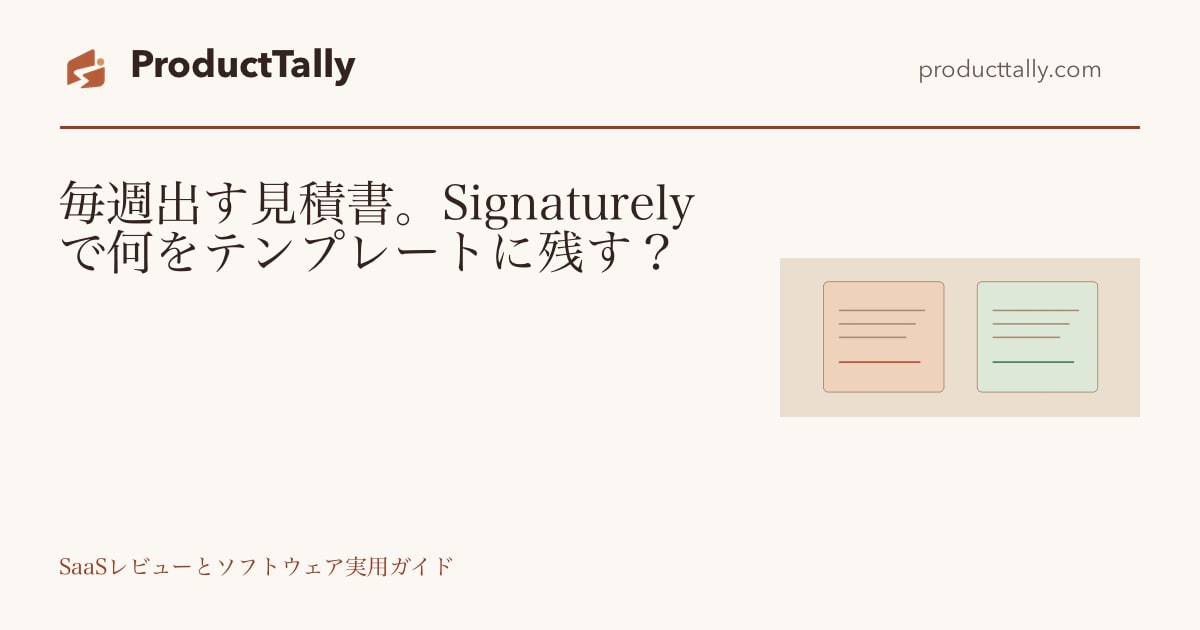 ProductTally
producttally.com
毎週出す見積書。Signaturely
で何をテンプレートに残す？
SaaSレビューとソフトウェア実用ガイド